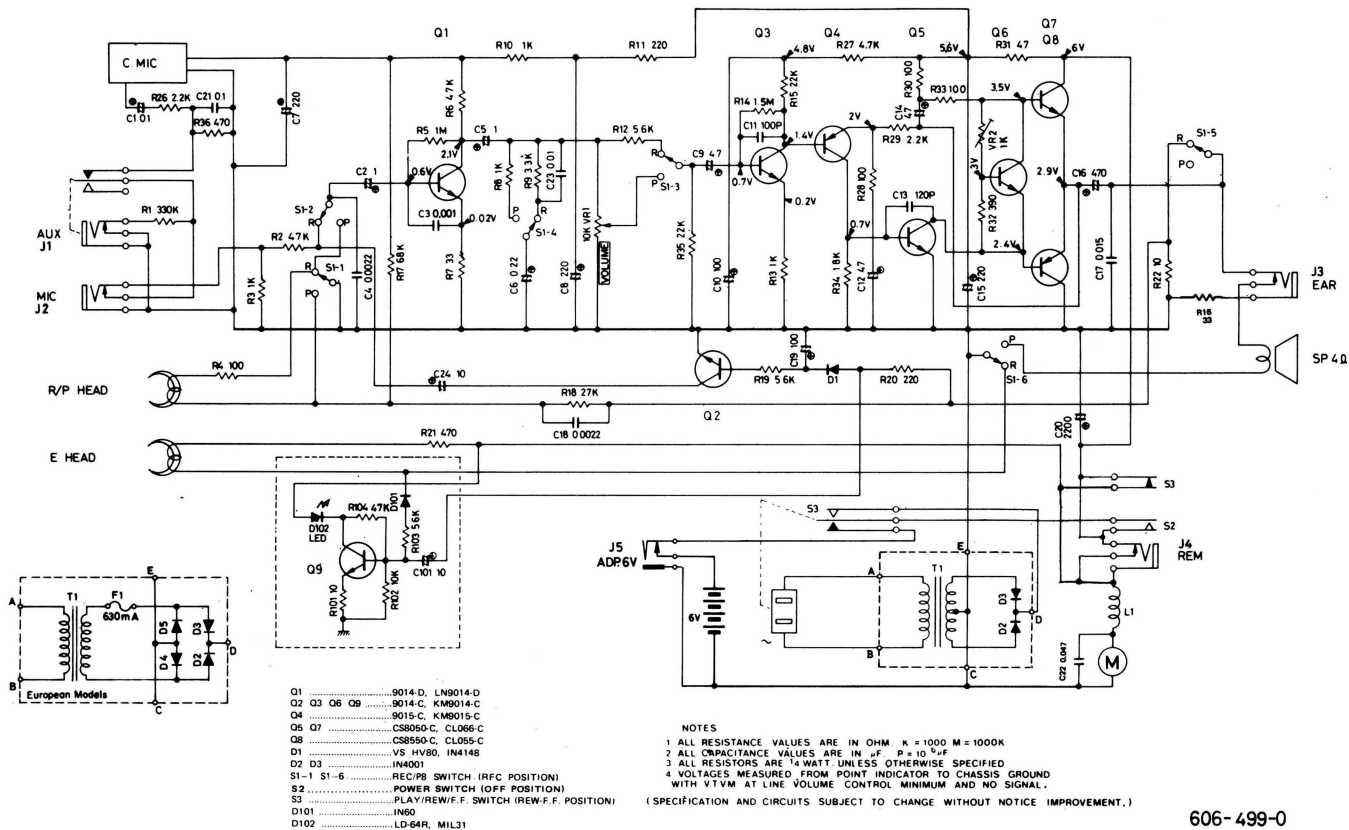 Q1
Q3
Q4
Q5
Q6
Q7
Q8
C. MIC
R26 2.2K
C21 0.1
C1 0.1
R36 470
C7 220
R10 1K
R11 220
R6 4.7K
R5 1M
C5 1
2.1V
0.6V
C2 1
C3 0.001
0.02V
R7 33
R8 1K
R9 3.3K
C23 0.01
R12 5.6K
R
P
S1-3
P
R
S1-4
10K VR1
VOLUME
C6 0.22
C8 220
C9 47
R35 22K
C10 100
4.8V
R15 22K
R14 1.5M
C11 100P
1.4V
0.7V
0.2V
R13 1K
R27 4.7K
2V
R28 100
0.7V
R34 1.8K
C12 47
C13 120P
5.6V
R30 100
C14 47
R33 100
R29 2.2K
R31 47
3.5V
VR2 1K
3V
R32 390
2.4V
C15 220
6V
2.9V
C16 470
C17 0.015
R
S1-5
P
R22 10
R16 33
J3
EAR
SP 4Ω
R1 330K
AUX
J1
MIC
J2
R2 47K
R3 1K
S1-2
R
P
S1-1
R
P
C4 0.0022
R17 68K
R/P HEAD
R4 100
C24 10
R18 27K
C18 0.0022
Q2
R19 5.6K
C19 100
D1
R20 220
P
R
S1-6
E HEAD
R21 470
C20 2200
D102
LED
R104 47K
D101
R103 56K
Q9
R101 10
R102 10K
C101 10
S3
S3
S2
J4
REM
J5
ADP.6V
6V
A
B
E
T1
D3
D2
D
C
L1
C22 0.047
M
~
E
A
T1
F1
630mA
D5
D3
D4
D2
D
B
C
European Models
Q1 ....................9014-D, LN9014-D
Q2 Q3 Q6 Q9 ..........9014-C, KM9014-C
Q4 ....................9015-C, KM9015-C
Q5 Q7 ................CS8050-C, CL066-C
Q8 ....................CS8550-C, CL055-C
D1 ....................VS HV80, IN4148
D2 D3 ................IN4001
S1-1 S1-6 ............REC/PB SWITCH (REC POSITION)
S2 ....................POWER SWITCH (OFF POSITION)
S3 ....................PLAY/REW/F.F. SWITCH (REW-F.F. POSITION)
D101 ..................IN60
D102 ..................LD-64R, MIL31
NOTES
1 ALL RESISTANCE VALUES ARE IN OHM. K = 1000 M = 1000K
2 ALL CAPACITANCE VALUES ARE IN µF. P = 10⁻⁶µF
3 ALL RESISTORS ARE ¼ WATT. UNLESS OTHERWISE SPECIFIED
4 VOLTAGES MEASURED FROM POINT INDICATOR TO CHASSIS GROUND
WITH V.T.V.M AT LINE VOLUME CONTROL MINIMUM AND NO SIGNAL.
(SPECIFICATION AND CIRCUITS SUBJECT TO CHANGE WITHOUT NOTICE IMPROVEMENT.)
606-499-0